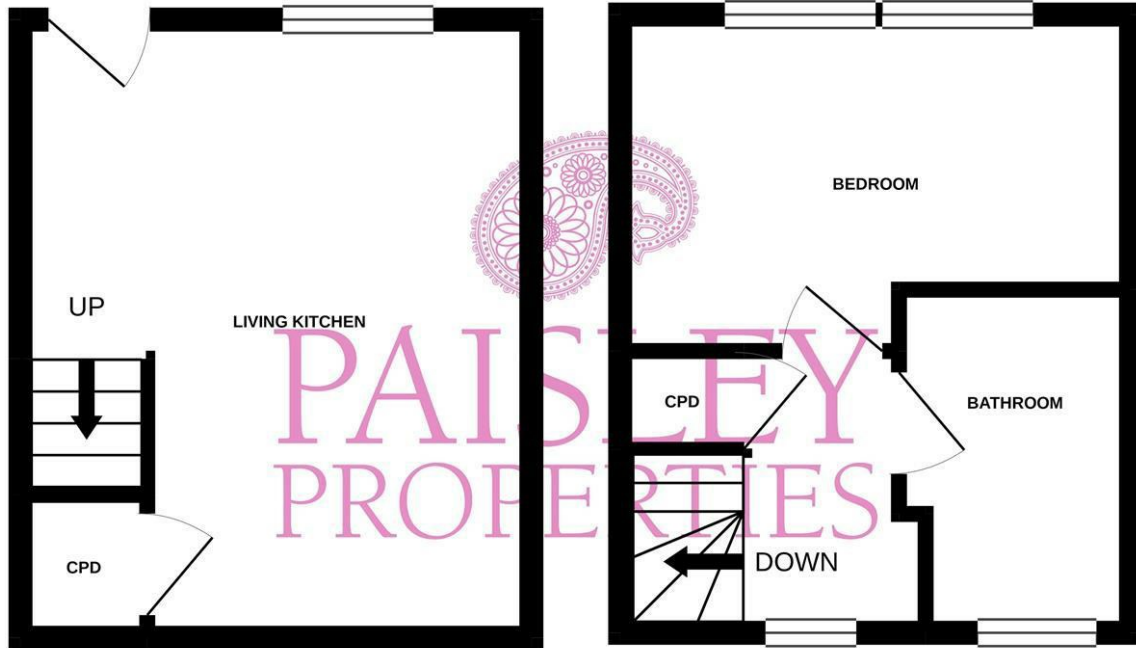 UP
LIVING KITCHEN
CPD
BEDROOM
CPD
BATHROOM
DOWN
PAISLEY
PROPERTIES